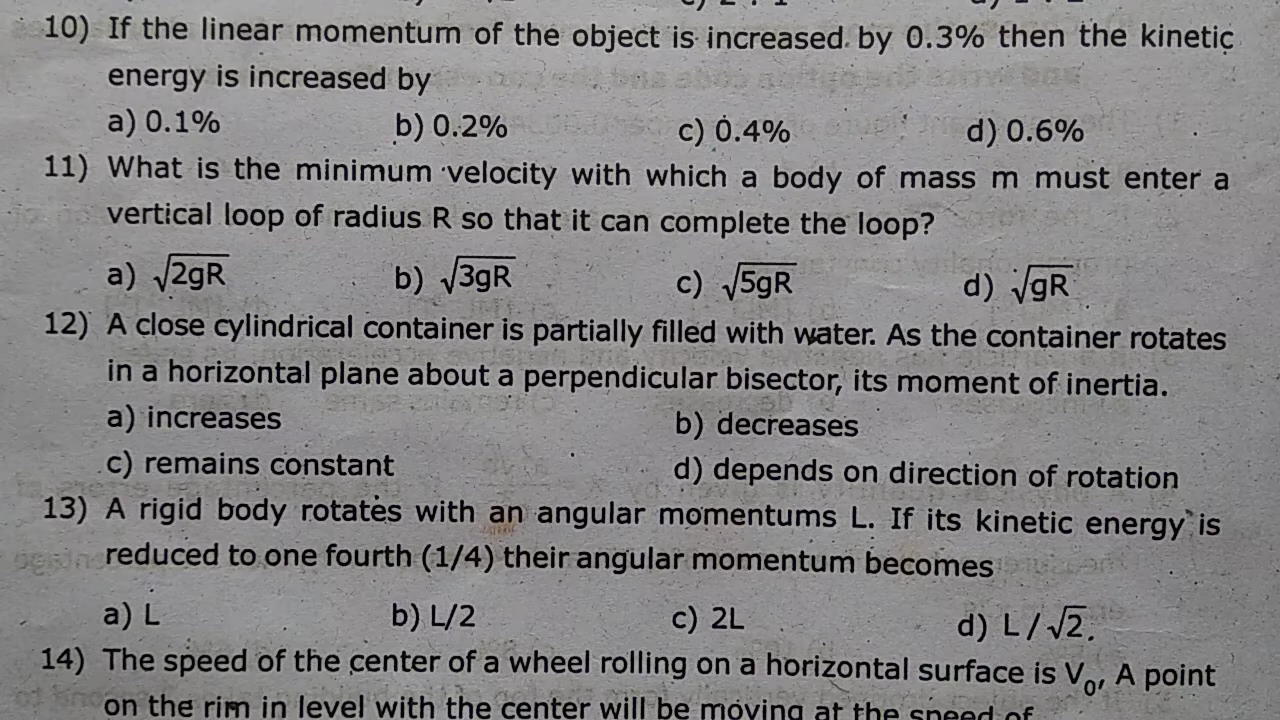 10) If the linear momentum of the object is increased by 0.3% then the kinetic
energy is increased by
a) 0.1% b) 0.2% c) 0.4% d) 0.6%
11) What is the minimum velocity with which a body of mass m must enter a
vertical loop of radius R so that it can complete the loop?
a) √2gR b) √3gR c) √5gR d) √gR
12) A close cylindrical container is partially filled with water. As the container rotates
in a horizontal plane about a perpendicular bisector, its moment of inertia.
a) increases b) decreases
c) remains constant d) depends on direction of rotation
13) A rigid body rotates with an angular momentums L. If its kinetic energy is
reduced to one fourth (1/4) their angular momentum becomes
a) L b) L/2 c) 2L d) L/√2.
14) The speed of the center of a wheel rolling on a horizontal surface is V₀, A point
on the rim in level with the center will be moving at the speed of